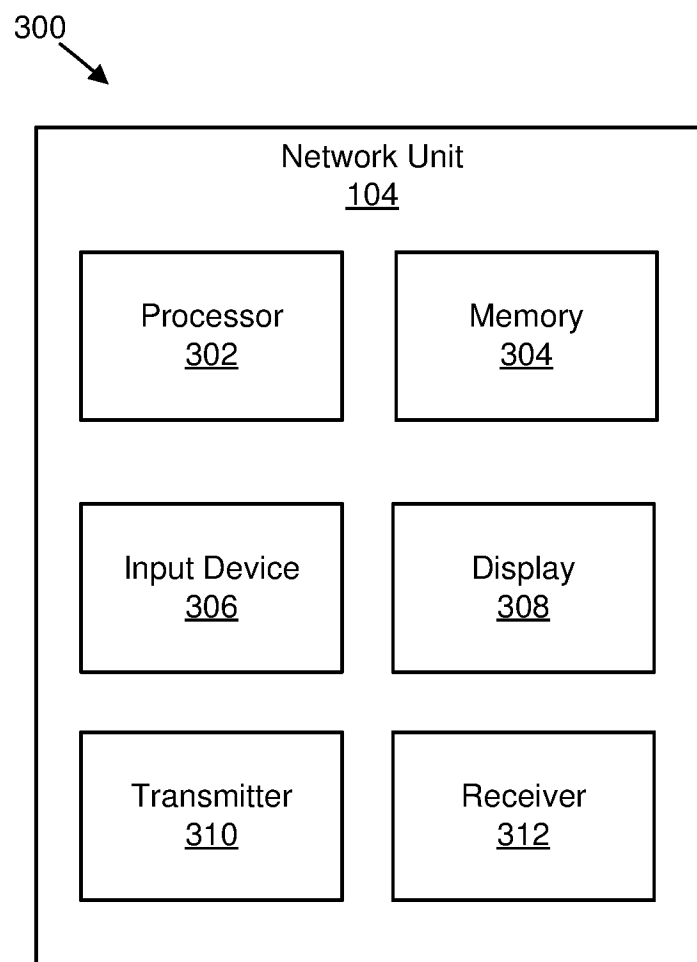 300
Network Unit
104
Processor
302
Memory
304
Input Device
306
Display
308
Transmitter
310
Receiver
312